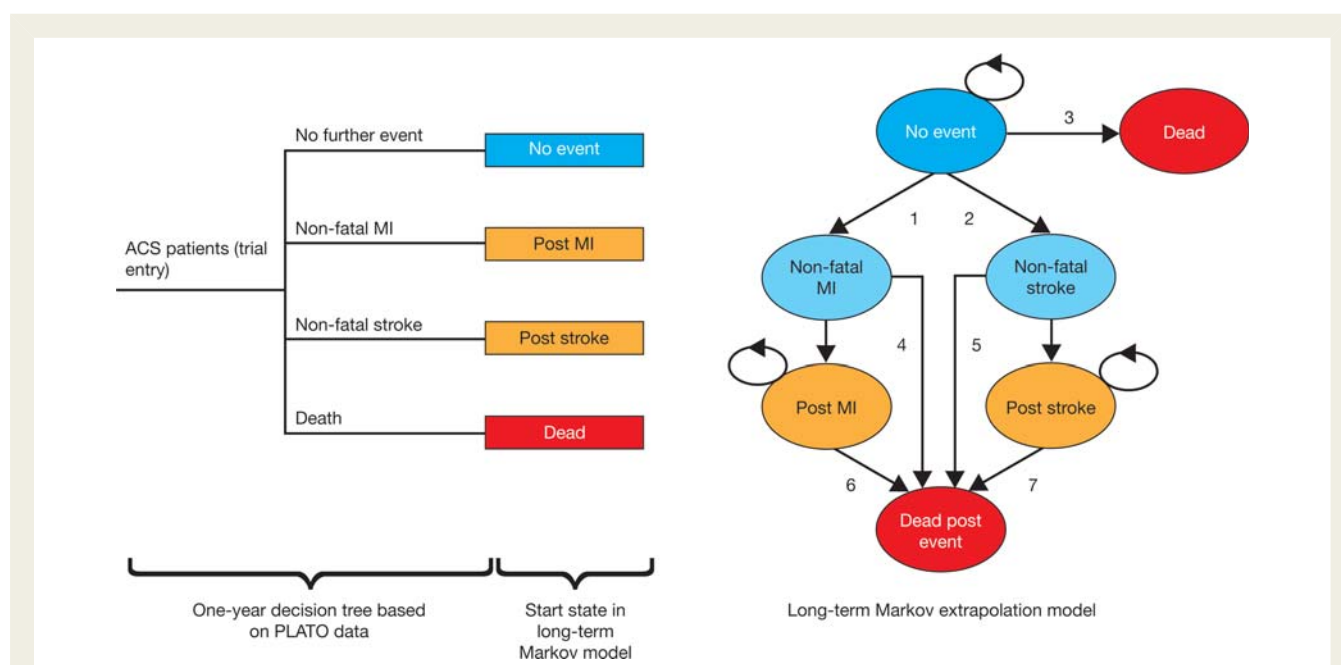 No further event
No event
Non-fatal MI
Post MI
ACS patients (trial
entry)
Non-fatal stroke
Post stroke
Death
Dead
One-year decision tree based
on PLATO data
Start state in
long-term
Markov model
No event
3
Dead
1
2
Non-fatal
MI
Non-fatal
stroke
4
5
Post MI
Post stroke
6
7
Dead post
event
Long-term Markov extrapolation model